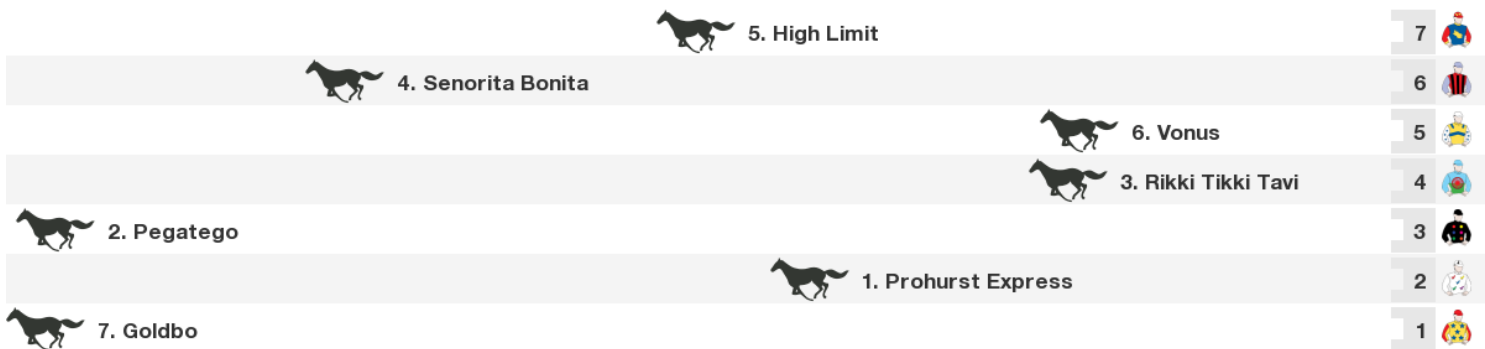 5. High Limit 7
4. Senorita Bonita 6
6. Vonus 5
3. Rikki Tikki Tavi 4
2. Pegatego 3
1. Prohurst Express 2
7. Goldbo 1